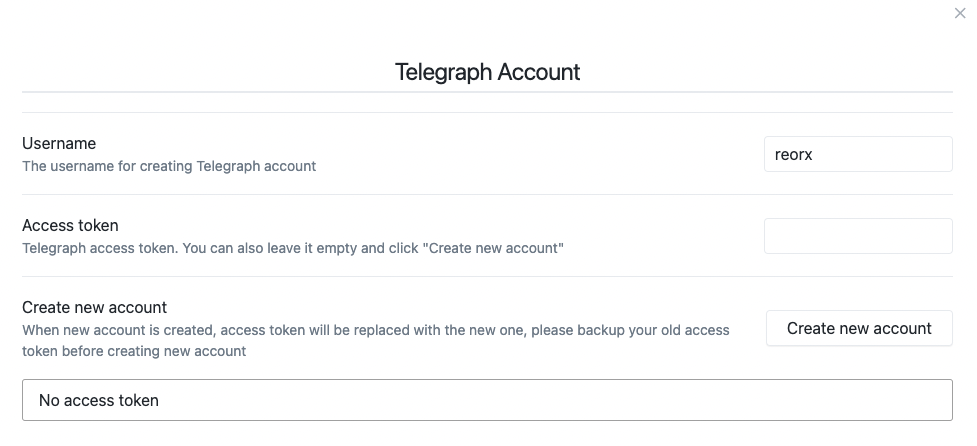 Telegraph Account
Username
The username for creating Telegraph account
reorx
Access token
Telegraph access token. You can also leave it empty and click "Create new account"
Create new account
When new account is created, access token will be replaced with the new one, please backup your old access
token before creating new account
Create new account
No access token